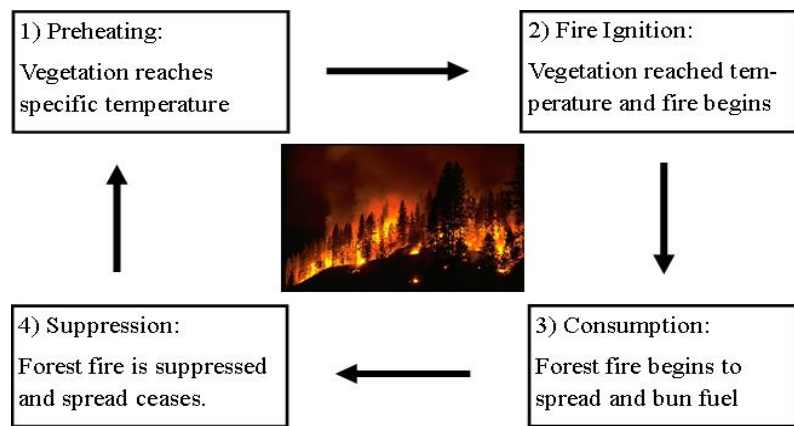 1) Preheating:
Vegetation reaches
specific temperature
2) Fire Ignition:
Vegetation reached tem-
perature and fire begins
4) Suppression:
Forest fire is suppressed
and spread ceases.
3) Consumption:
Forest fire begins to
spread and bun fuel